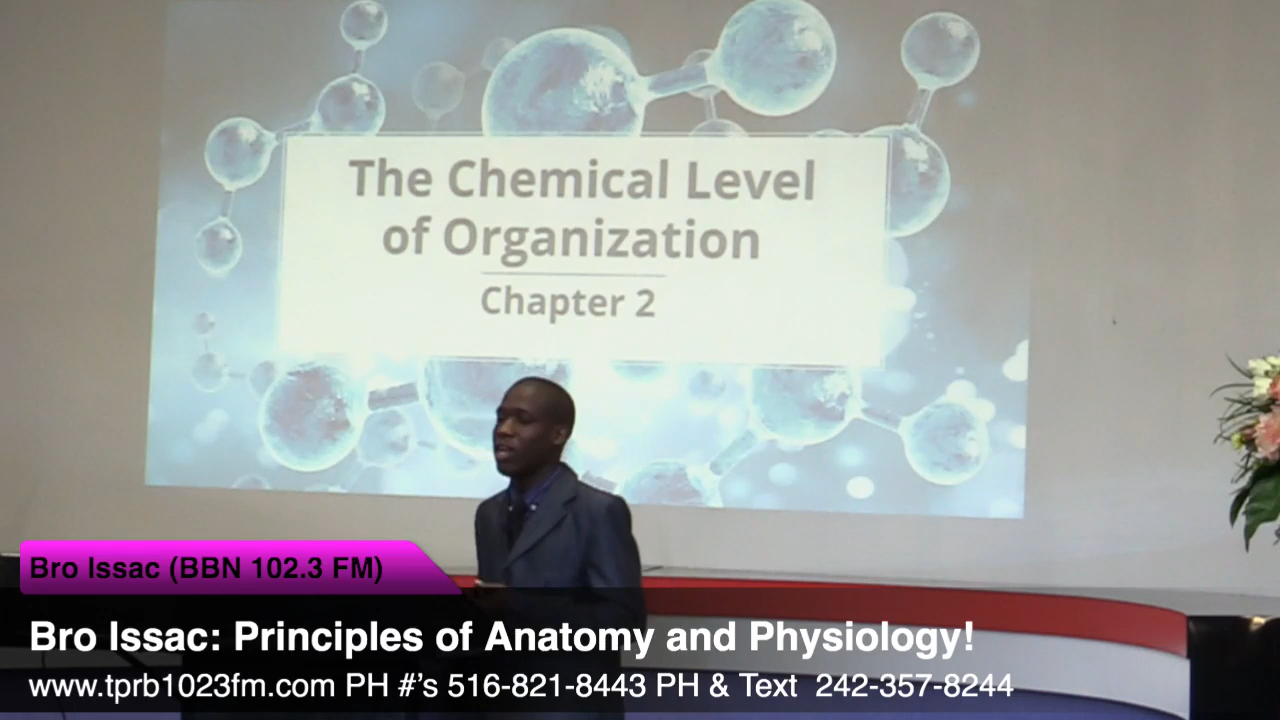 The Chemical Level
of Organization
Chapter 2
Bro Issac (BBN 102.3 FM)
Bro Issac: Principles of Anatomy and Physiology!
www.tprb1023fm.com PH #’s 516-821-8443 PH & Text 242-357-8244